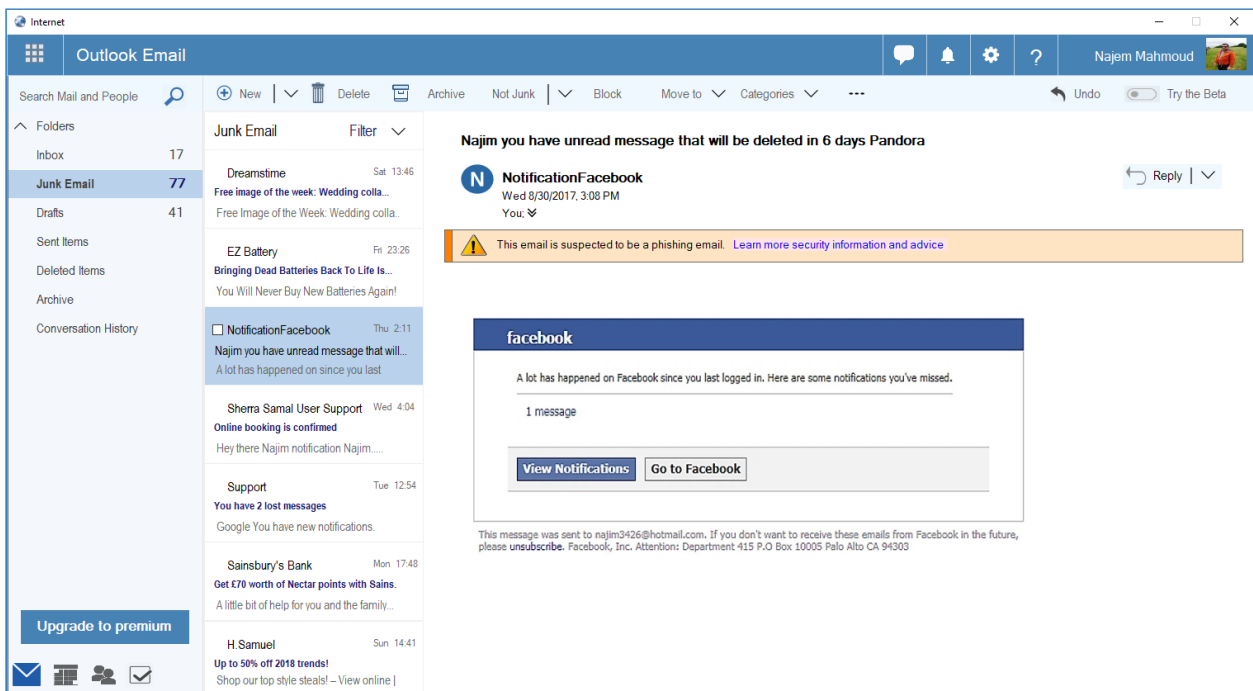 Internet
Outlook Email
Najem Mahmoud
Search Mail and People
New
Delete
Archive
Not Junk
Block
Move to
Categories
Undo
Try the Beta
Folders
Inbox 17
Junk Email 77
Drafts 41
Sent Items
Deleted Items
Archive
Conversation History
Upgrade to premium
Junk Email Filter
Dreamstime Sat 13:46
Free image of the week: Wedding colla...
Free Image of the Week: Wedding colla..
EZ Battery Fri 23:26
Bringing Dead Batteries Back To Life Is...
You Will Never Buy New Batteries Again!
NotificationFacebook Thu 2:11
Najim you have unread message that will...
A lot has happened on since you last
Sherra Samal User Support Wed 4:04
Online booking is confirmed
Hey there Najim notification Najim.....
Support Tue 12:54
You have 2 lost messages
Google You have new notifications.
Sainsbury's Bank Mon 17:48
Get £70 worth of Nectar points with Sains.
A little bit of help for you and the family...
H.Samuel Sun 14:41
Up to 50% off 2018 trends!
Shop our top style steals! – View online |
Najim you have unread message that will be deleted in 6 days Pandora
N
NotificationFacebook
Wed 8/30/2017, 3:08 PM
You;
Reply
This email is suspected to be a phishing email. Learn more security information and advice
facebook
A lot has happened on Facebook since you last logged in. Here are some notifications you've missed.
1 message
View Notifications
Go to Facebook
This message was sent to najim3426@hotmail.com. If you don't want to receive these emails from Facebook in the future,
please unsubscribe. Facebook, Inc. Attention: Department 415 P.O Box 10005 Palo Alto CA 94303